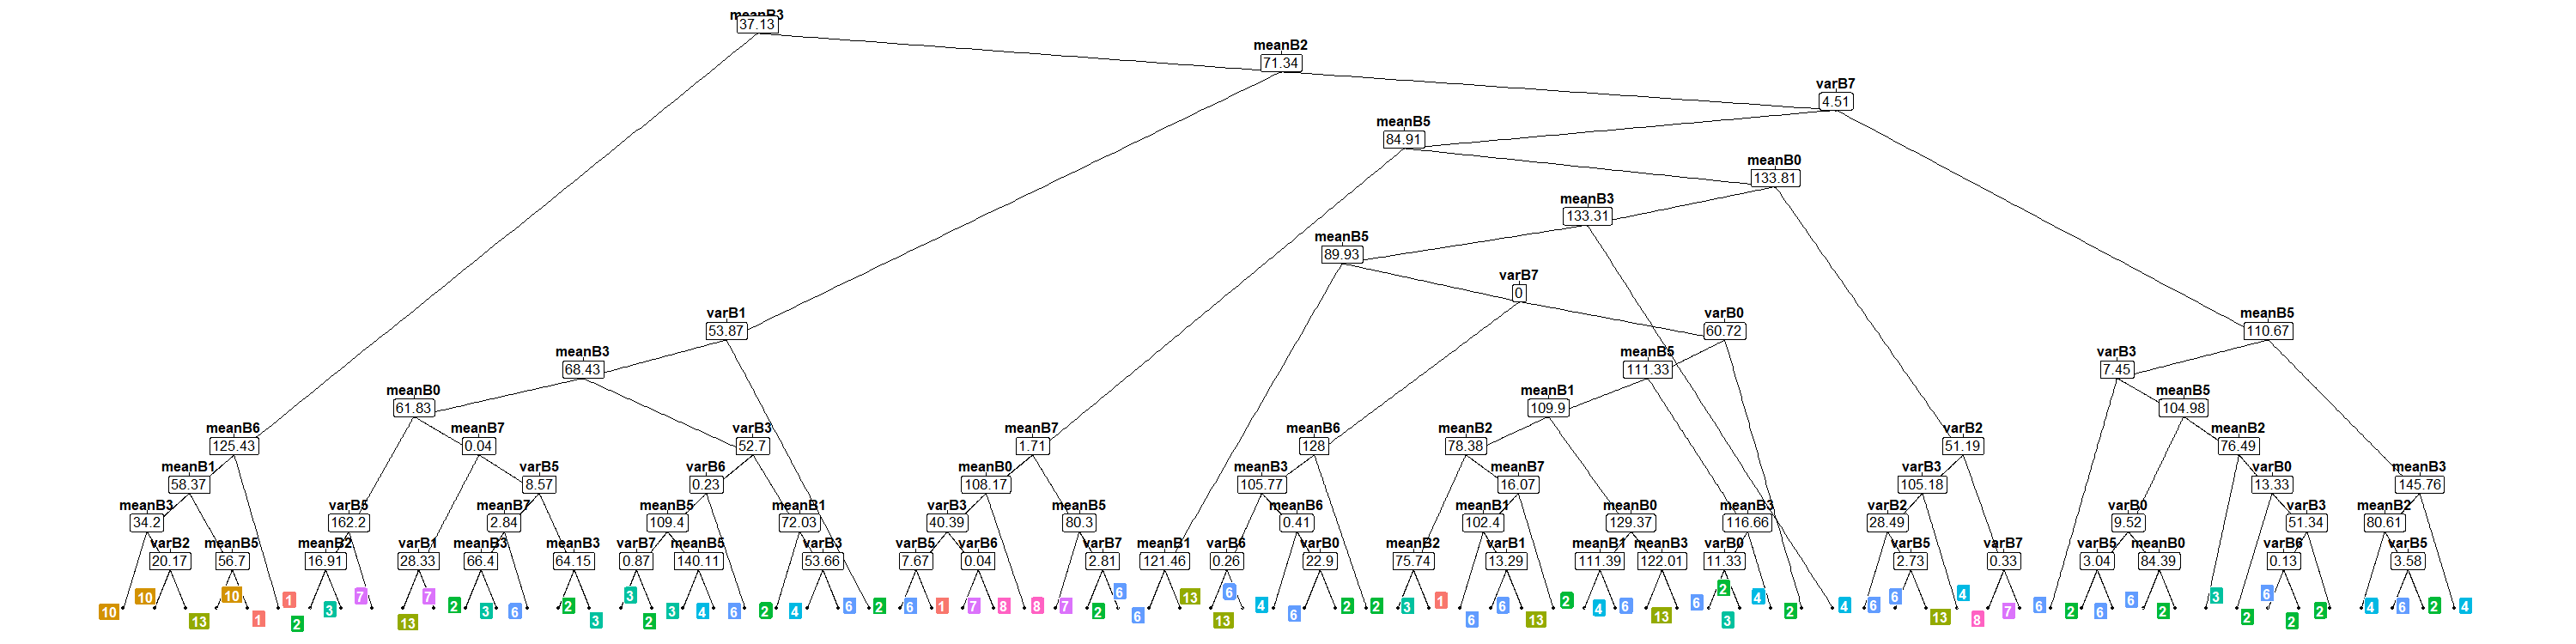 meanB3
37.13
meanB2
71.34
varB7
4.51
meanB5
84.91
meanB0
133.81
meanB3
133.31
meanB5
89.93
varB7
0
varB1
53.87
varB0
60.72
meanB5
110.67
meanB3
68.43
meanB5
111.33
varB3
7.45
meanB0
61.83
meanB1
109.9
meanB5
104.98
meanB6
125.43
meanB7
0.04
varB3
52.7
meanB7
1.71
meanB6
128
meanB2
78.38
varB2
51.19
meanB2
76.49
meanB1
58.37
varB5
8.57
varB6
0.23
meanB0
108.17
meanB3
105.77
meanB7
16.07
varB3
105.18
varB0
13.33
meanB3
145.76
meanB3
34.2
varB5
162.2
meanB7
2.84
meanB5
109.4
meanB1
72.03
varB3
40.39
meanB5
80.3
meanB6
0.41
meanB1
102.4
meanB0
129.37
meanB3
116.66
varB2
28.49
varB0
9.52
varB3
51.34
meanB2
80.61
varB2
20.17
meanB5
56.7
meanB2
16.91
varB1
28.33
meanB3
66.4
meanB3
64.15
varB7
0.87
meanB5
140.11
varB3
53.66
varB5
7.67
varB6
0.04
varB7
2.81
meanB1
121.46
varB6
0.26
varB0
22.9
meanB2
75.74
varB1
13.29
meanB1
111.39
meanB3
122.01
varB0
11.33
varB5
2.73
varB7
0.33
varB5
3.04
meanB0
84.39
varB6
0.13
varB5
3.58
10
10
13
10
1
1
2
3
7
13
7
2
3
6
2
3
3
2
3
4
6
2
4
6
2
6
1
7
8
8
7
2
6
6
13
13
6
4
6
2
2
3
1
6
6
13
2
4
6
13
6
2
3
4
2
4
6
6
13
4
8
7
6
2
6
6
2
3
2
6
2
2
4
6
2
4